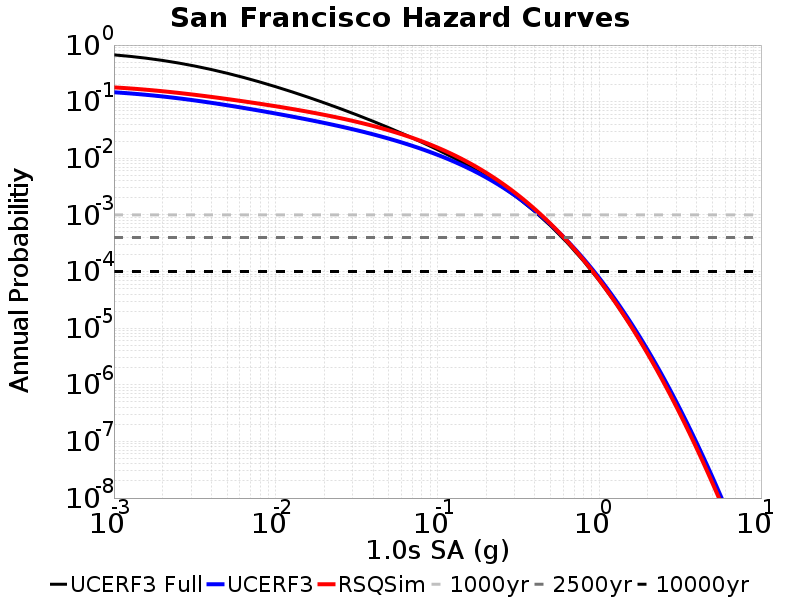 San Francisco Hazard Curves
10^0
10^-1
10^-2
10^-3
10^-4
10^-5
10^-6
10^-7
10^-8
Annual Probabilitiy
10^-3 10^-2 10^-1 10^0 10^1
1.0s SA (g)
UCERF3 Full UCERF3 RSQSim 1000yr 2500yr 10000yr